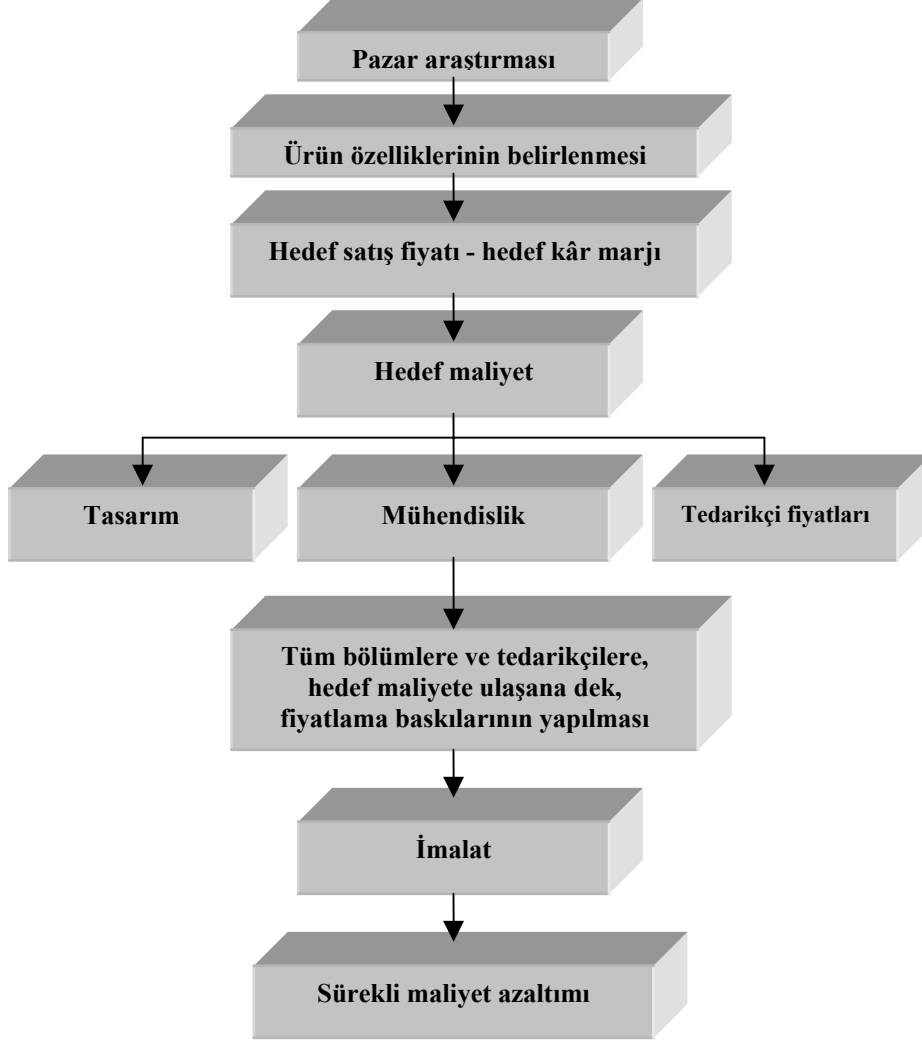 Pazar araştırması
Ürün özelliklerinin belirlenmesi
Hedef satış fiyatı - hedef kâr marjı
Hedef maliyet
Tasarım
Mühendislik
Tedarikçi fiyatları
Tüm bölümlere ve tedarikçilere,
hedef maliyete ulaşana dek,
fiyatlama baskılarının yapılması
İmalat
Sürekli maliyet azaltımı